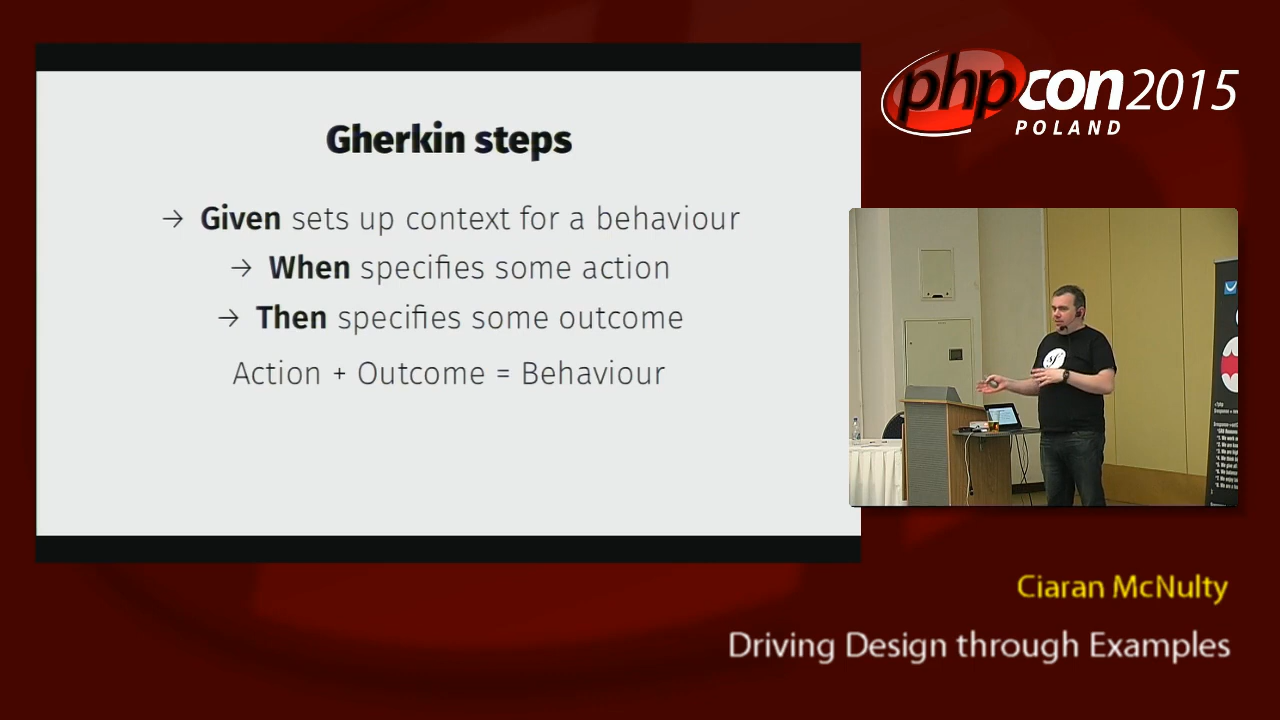 Gherkin steps
→ Given sets up context for a behaviour
→ When specifies some action
→ Then specifies some outcome
Action + Outcome = Behaviour
phpcon2015
POLAND
Ciaran McNulty
Driving Design through Examples